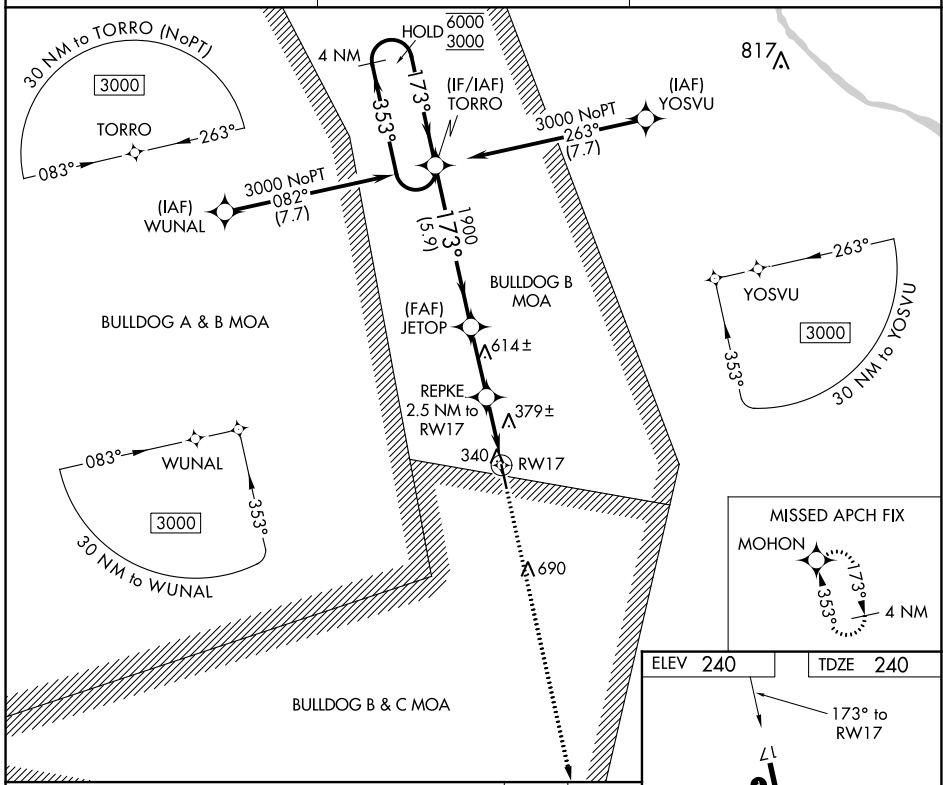 30 NM to TORRO (NoPT)
3000
TORRO
083°
263°
4 NM
HOLD
6000
3000
353°
173°
(IF/IAF)
TORRO
817
(IAF)
YOSVU
3000 NoPT
263°
(7.7)
(IAF)
WUNAL
3000 NoPT
082°
(7.7)
1900
173°
(5.9)
BULLDOG A & B MOA
BULLDOG B
MOA
(FAF)
JETOP
614±
REPKE
2.5 NM to
RW17
379±
340
RW17
263°
YOSVU
3000
353°
30 NM to YOSVU
083°
WUNAL
3000
353°
30 NM to WUNAL
690
BULLDOG B & C MOA
MISSED APCH FIX
MOHON
173°
353°
4 NM
ELEV 240
TDZE 240
173° to
RW17
17